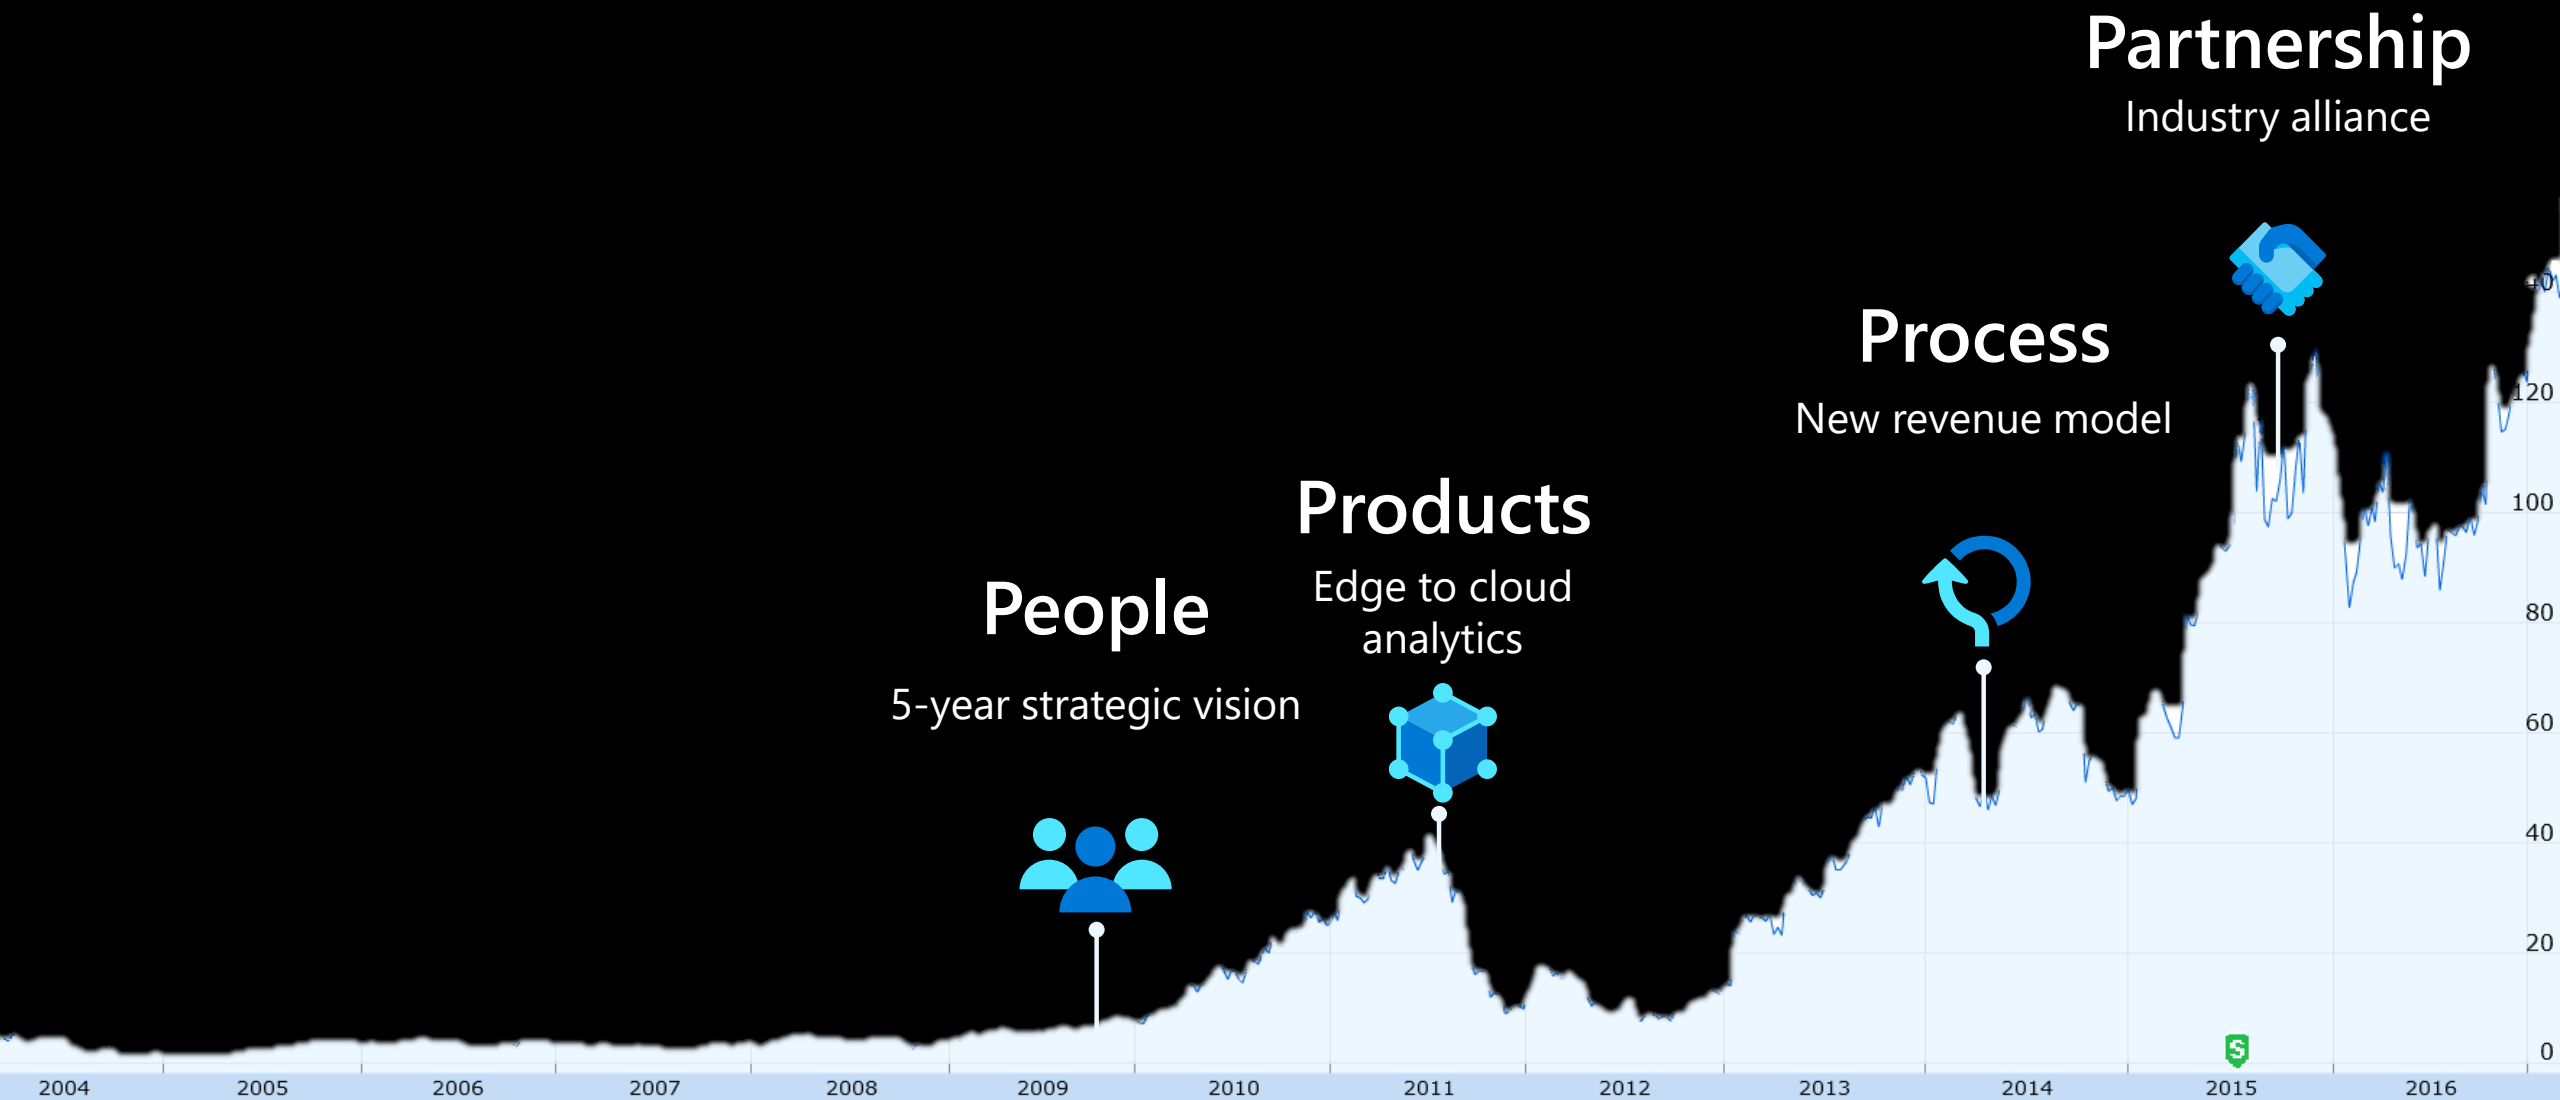 Partnership
Industry alliance
Process
New revenue model
Products
Edge to cloud
analytics
People
5-year strategic vision
120
100
80
60
40
20
0
S
2004 2005 2006 2007 2008 2009 2010 2011 2012 2013 2014 2015 2016